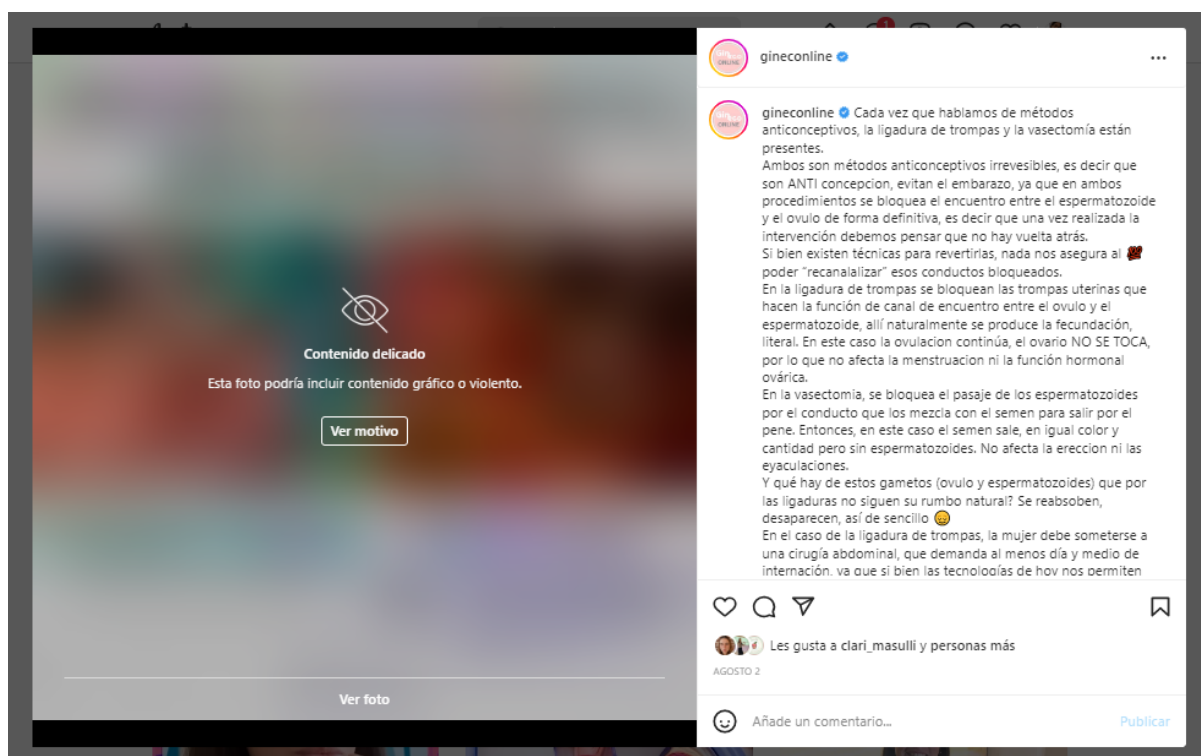 1
Contenido delicado
Esta foto podría incluir contenido gráfico o violento.
Ver motivo
Ver foto
gineconline
gineconline Cada vez que hablamos de métodos
anticonceptivos, la ligadura de trompas y la vasectomía están
presentes.
Ambos son métodos anticonceptivos irrevesibles, es decir que
son ANTI concepcion, evitan el embarazo, ya que en ambos
procedimientos se bloquea el encuentro entre el espermatozoide
y el ovulo de forma definitiva, es decir que una vez realizada la
intervención debemos pensar que no hay vuelta atrás.
Si bien existen técnicas para revertirlas, nada nos asegura al 💯
poder "recanalalizar" esos conductos bloqueados.
En la ligadura de trompas se bloquean las trompas uterinas que
hacen la función de canal de encuentro entre el ovulo y el
espermatozoide, allí naturalmente se produce la fecundación,
literal. En este caso la ovulacion continúa, el ovario NO SE TOCA,
por lo que no afecta la menstruacion ni la función hormonal
ovárica.
En la vasectomia, se bloquea el pasaje de los espermatozoides
por el conducto que los mezcla con el semen para salir por el
pene. Entonces, en este caso el semen sale, en igual color y
cantidad pero sin espermatozoides. No afecta la ereccion ni las
eyaculaciones.
Y qué hay de estos gametos (ovulo y espermatozoides) que por
las ligaduras no siguen su rumbo natural? Se reabsoben,
desaparecen, así de sencillo
En el caso de la ligadura de trompas, la mujer debe someterse a
una cirugía abdominal, que demanda al menos día y medio de
internación, ya que si bien las tecnologías de hoy nos permiten
Les gusta a clari_masulli y personas más
AGOSTO 2
Añade un comentario...
Publicar